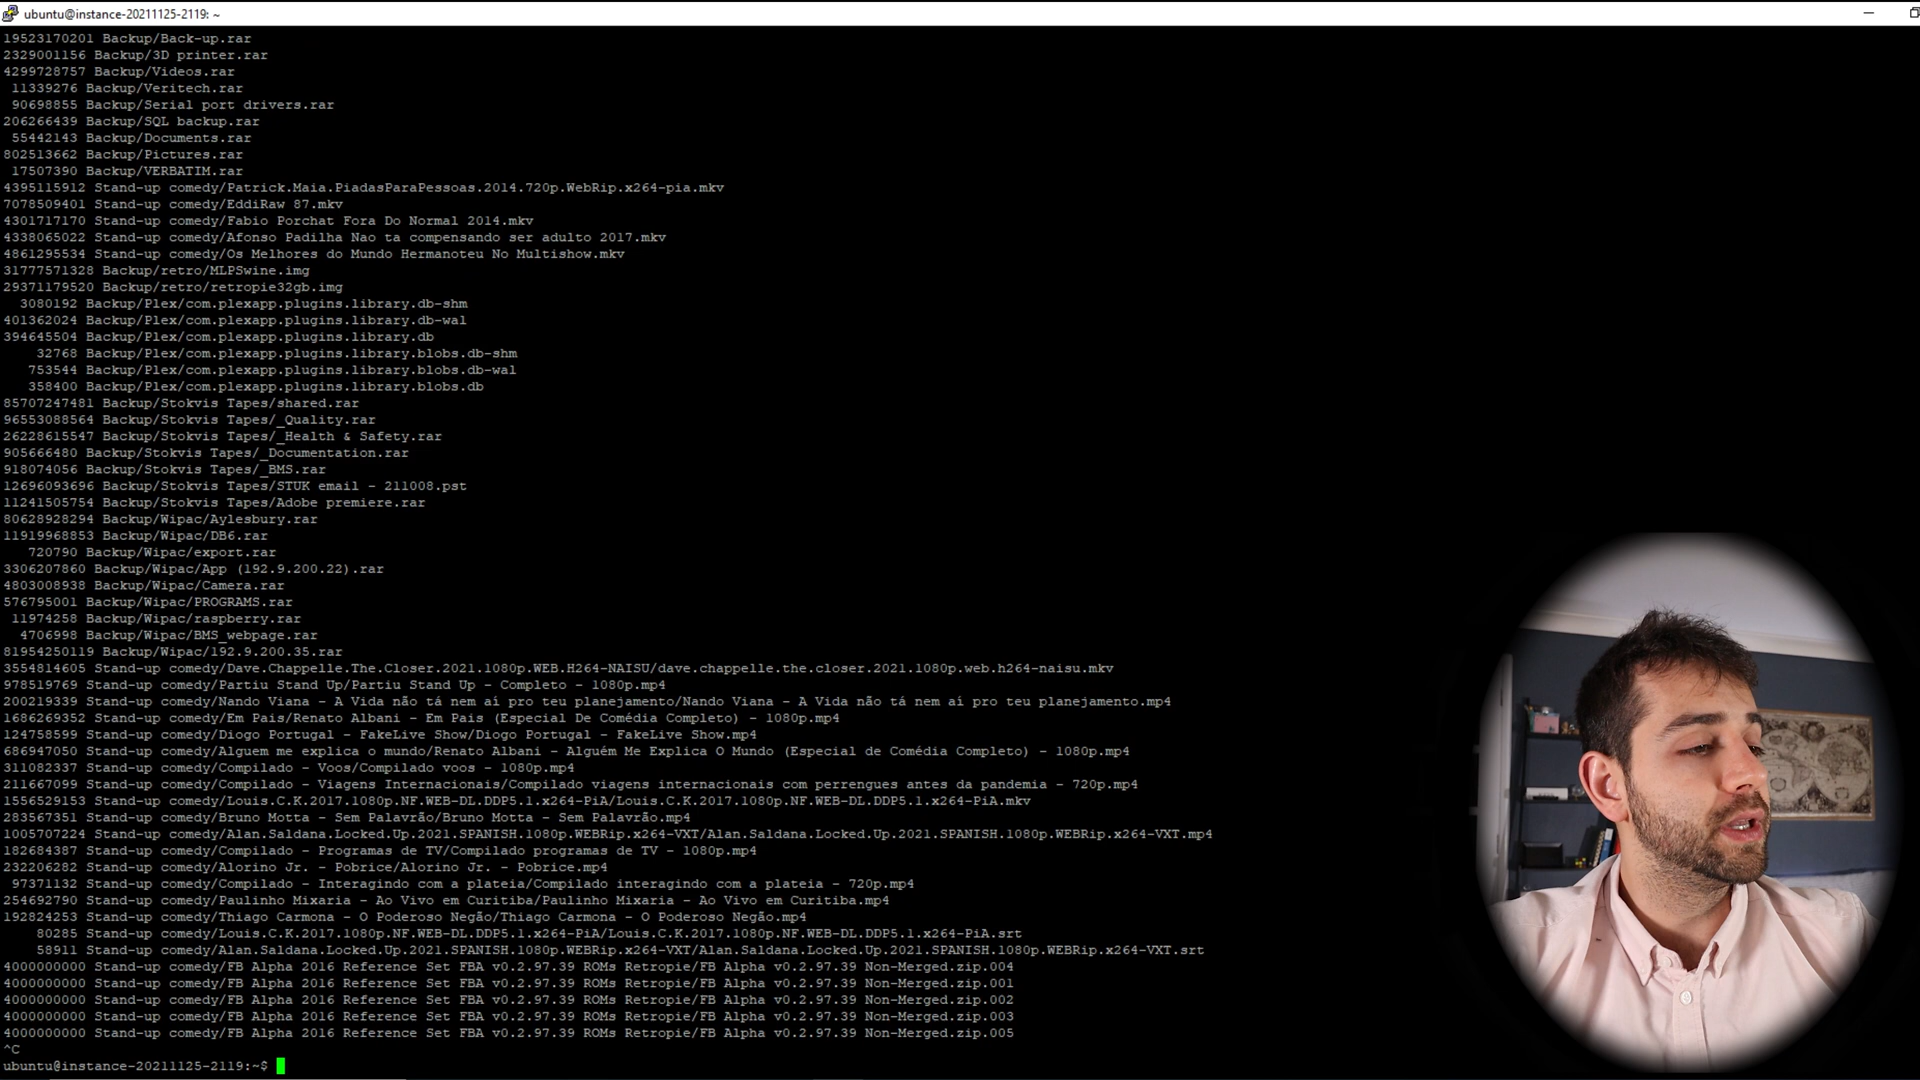 ubuntu@instance-20211125-2119: ~
19523170201 Backup/Back-up.rar
2329001156 Backup/3D printer.rar
4299728757 Backup/Videos.rar
11339276 Backup/Veritech.rar
90698855 Backup/Serial port drivers.rar
206266439 Backup/SQL backup.rar
55442143 Backup/Documents.rar
802513662 Backup/Pictures.rar
17507390 Backup/VERBATIM.rar
4395115912 Stand-up comedy/Patrick.Maia.PiadasParaPessoas.2014.720p.WebRip.x264-pia.mkv
7078509401 Stand-up comedy/EddiRaw 87.mkv
4301717170 Stand-up comedy/Fabio Porchat Fora Do Normal 2014.mkv
4338065022 Stand-up comedy/Afonso Padilha Nao ta compensando ser adulto 2017.mkv
4861295534 Stand-up comedy/Os Melhores do Mundo Hermanoteu No Multishow.mkv
31777571328 Backup/retro/MLPSwine.img
29371179520 Backup/retro/retropie32gb.img
3080192 Backup/Plex/com.plexapp.plugins.library.db-shm
401362024 Backup/Plex/com.plexapp.plugins.library.db-wal
394645504 Backup/Plex/com.plexapp.plugins.library.db
32768 Backup/Plex/com.plexapp.plugins.library.blobs.db-shm
753544 Backup/Plex/com.plexapp.plugins.library.blobs.db-wal
358400 Backup/Plex/com.plexapp.plugins.library.blobs.db
85707247481 Backup/Stokvis Tapes/shared.rar
96553088564 Backup/Stokvis Tapes/_Quality.rar
26228615547 Backup/Stokvis Tapes/_Health & Safety.rar
905666480 Backup/Stokvis Tapes/_Documentation.rar
918074056 Backup/Stokvis Tapes/_BMS.rar
12696093696 Backup/Stokvis Tapes/STUK email - 211008.pst
11241505754 Backup/Stokvis Tapes/Adobe premiere.rar
80628928294 Backup/Wipac/Aylesbury.rar
11919968853 Backup/Wipac/DB6.rar
720790 Backup/Wipac/export.rar
3306207860 Backup/Wipac/App (192.9.200.22).rar
4803008938 Backup/Wipac/Camera.rar
576795001 Backup/Wipac/PROGRAMS.rar
11974258 Backup/Wipac/raspberry.rar
4706998 Backup/Wipac/BMS_webpage.rar
81954250119 Backup/Wipac/192.9.200.35.rar
3554814605 Stand-up comedy/Dave.Chappelle.The.Closer.2021.1080p.WEB.H264-NAISU/dave.chappelle.the.closer.2021.1080p.web.h264-naisu.mkv
978519769 Stand-up comedy/Partiu Stand Up/Partiu Stand Up - Completo - 1080p.mp4
200219339 Stand-up comedy/Nando Viana - A Vida não tá nem aí pro teu planejamento/Nando Viana - A Vida não tá nem aí pro teu planejamento.mp4
1686269352 Stand-up comedy/Em Pais/Renato Albani - Em Pais (Especial De Comédia Completo) - 1080p.mp4
124758599 Stand-up comedy/Diogo Portugal - FakeLive Show/Diogo Portugal - FakeLive Show.mp4
686947050 Stand-up comedy/Alguem me explica o mundo/Renato Albani - Alguém Me Explica O Mundo (Especial de Comédia Completo) - 1080p.mp4
311082337 Stand-up comedy/Compilado - Voos/Compilado voos - 1080p.mp4
211667099 Stand-up comedy/Compilado - Viagens Internacionais/Compilado viagens internacionais com perrengues antes da pandemia - 720p.mp4
1556529153 Stand-up comedy/Louis.C.K.2017.1080p.NF.WEB-DL.DDP5.1.x264-PiA/Louis.C.K.2017.1080p.NF.WEB-DL.DDP5.1.x264-PiA.mkv
283567351 Stand-up comedy/Bruno Motta - Sem Palavrão/Bruno Motta - Sem Palavrão.mp4
1005707224 Stand-up comedy/Alan.Saldana.Locked.Up.2021.SPANISH.1080p.WEBRip.x264-VXT/Alan.Saldana.Locked.Up.2021.SPANISH.1080p.WEBRip.x264-VXT.mp4
182684387 Stand-up comedy/Compilado - Programas de TV/Compilado programas de TV - 1080p.mp4
232206282 Stand-up comedy/Alorino Jr. - Pobrice/Alorino Jr. - Pobrice.mp4
97371132 Stand-up comedy/Compilado - Interagindo com a plateia/Compilado interagindo com a plateia - 720p.mp4
254692790 Stand-up comedy/Paulinho Mixaria - Ao Vivo em Curitiba/Paulinho Mixaria - Ao Vivo em Curitiba.mp4
192824253 Stand-up comedy/Thiago Carmona - O Poderoso Negão/Thiago Carmona - O Poderoso Negão.mp4
80285 Stand-up comedy/Louis.C.K.2017.1080p.NF.WEB-DL.DDP5.1.x264-PiA/Louis.C.K.2017.1080p.NF.WEB-DL.DDP5.1.x264-PiA.srt
58911 Stand-up comedy/Alan.Saldana.Locked.Up.2021.SPANISH.1080p.WEBRip.x264-VXT/Alan.Saldana.Locked.Up.2021.SPANISH.1080p.WEBRip.x264-VXT.srt
4000000000 Stand-up comedy/FB Alpha 2016 Reference Set FBA v0.2.97.39 ROMs Retropie/FB Alpha v0.2.97.39 Non-Merged.zip.004
4000000000 Stand-up comedy/FB Alpha 2016 Reference Set FBA v0.2.97.39 ROMs Retropie/FB Alpha v0.2.97.39 Non-Merged.zip.001
4000000000 Stand-up comedy/FB Alpha 2016 Reference Set FBA v0.2.97.39 ROMs Retropie/FB Alpha v0.2.97.39 Non-Merged.zip.002
4000000000 Stand-up comedy/FB Alpha 2016 Reference Set FBA v0.2.97.39 ROMs Retropie/FB Alpha v0.2.97.39 Non-Merged.zip.003
4000000000 Stand-up comedy/FB Alpha 2016 Reference Set FBA v0.2.97.39 ROMs Retropie/FB Alpha v0.2.97.39 Non-Merged.zip.005
^C
ubuntu@instance-20211125-2119:~$